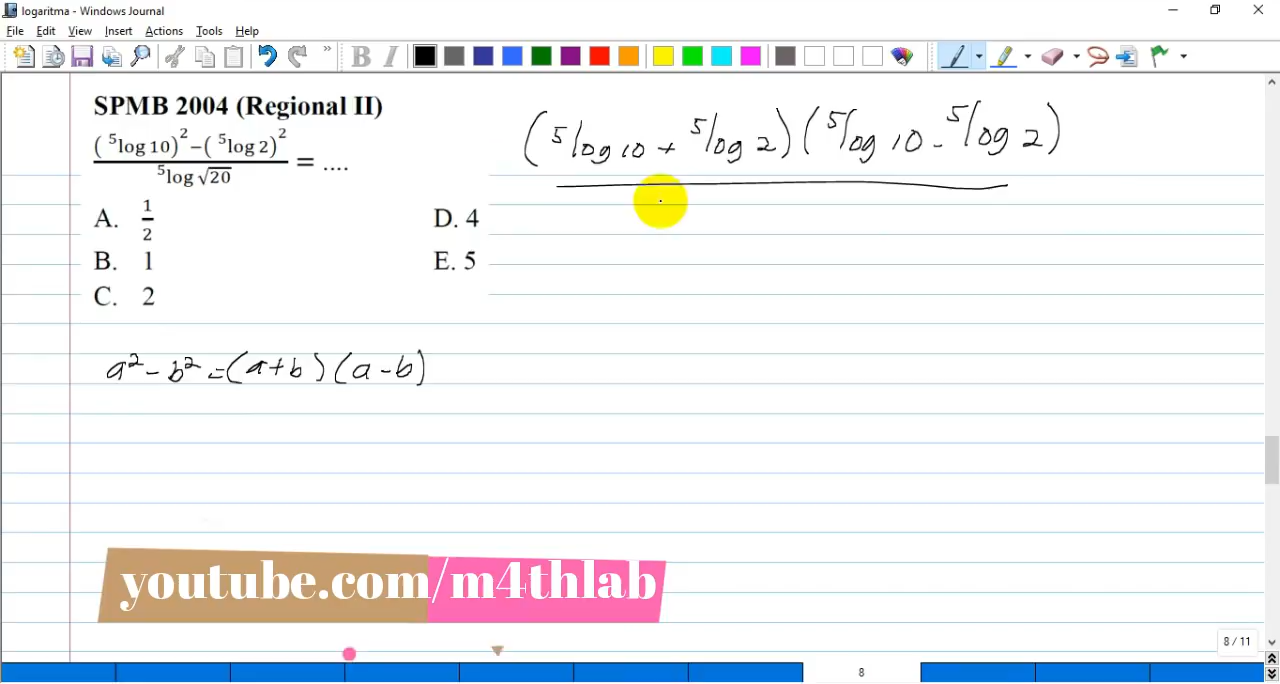 logaritma - Windows Journal
File Edit View Insert Actions Tools Help
» B I
SPMB 2004 (Regional II)
(⁵log 10)² − (⁵log 2)²
⁵log √20
= ....
A. 1/2
B. 1
C. 2
D. 4
E. 5
(⁵log 10 + ⁵log 2) (⁵log 10 - ⁵log 2)
a² - b² = (a + b) (a - b)
youtube.com/m4thlab
8 / 11
8